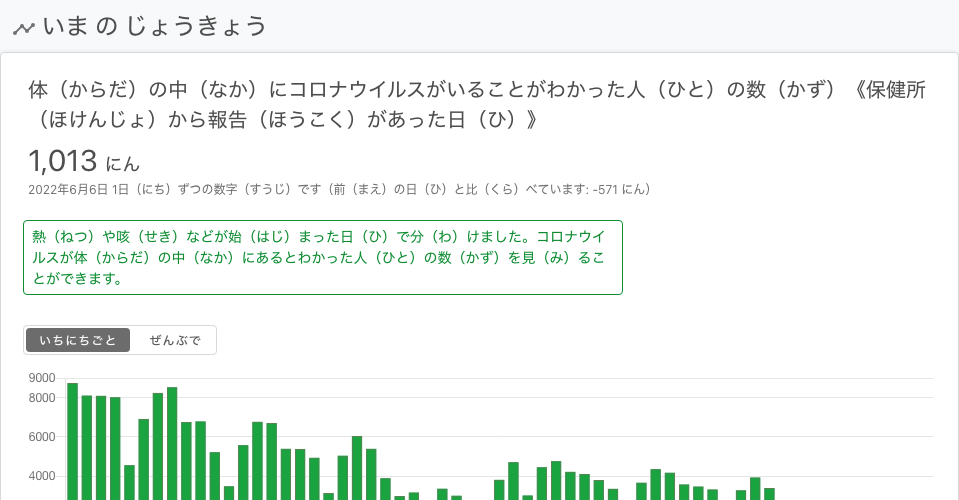 いま の じょうきょう
体（からだ）の中（なか）にコロナウイルスがいることがわかった人（ひと）の数（かず）《保健所
（ほけんじょ）から報告（ほうこく）があった日（ひ）》
1,013 にん
2022年6月6日 1日（にち）ずつの数字（すうじ）です（前（まえ）の日（ひ）と比（くら）べています: -571 にん）
熱（ねつ）や咳（せき）などが始（はじ）まった日（ひ）で分（わ）けました。コロナウイ
ルスが体（からだ）の中（なか）にあるとわかった人（ひと）の数（かず）を見（み）るこ
とができます。
いちにちごと ぜんぶで
9000
8000
6000
4000